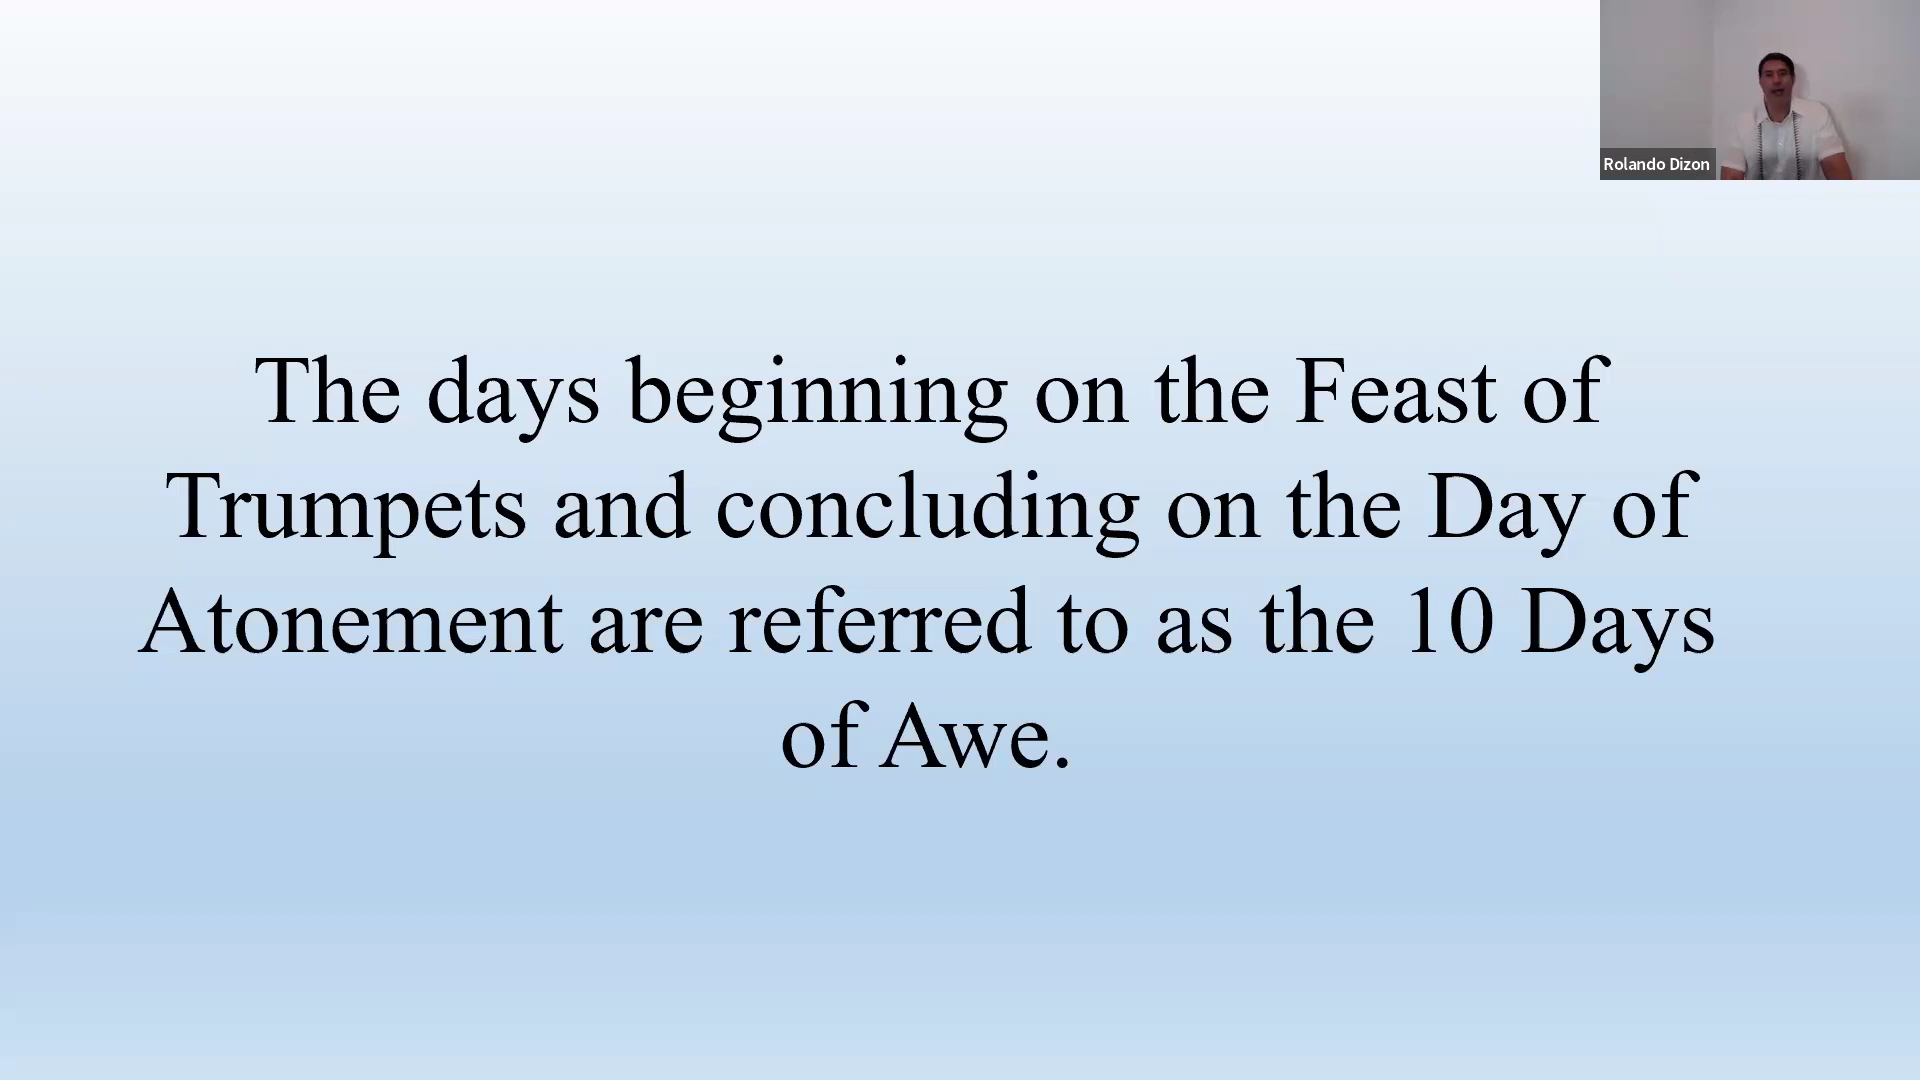 Rolando Dizon
The days beginning on the Feast of
Trumpets and concluding on the Day of
Atonement are referred to as the 10 Days
of Awe.